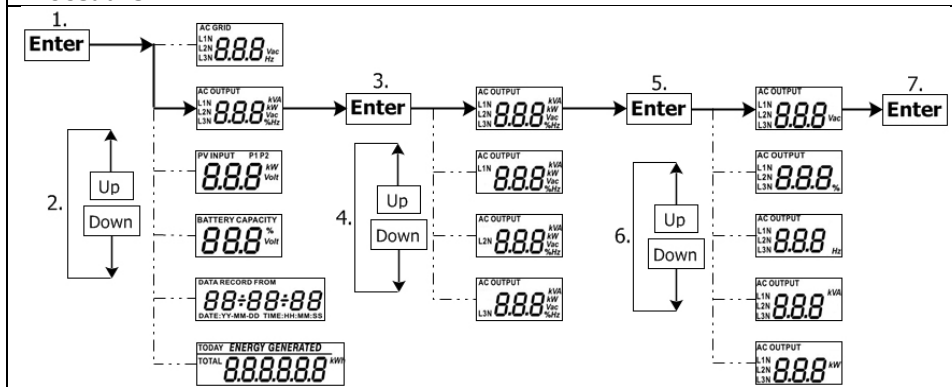 1.
Enter
AC GRID
L1N
L2N
L3N
8.8.8
Vac
Hz
AC OUTPUT
L1N
L2N
L3N
8.8.8
kVA
kW
Vac
%Hz
PV INPUT P1 P2
8.8.8
kW
Volt
BATTERY CAPACITY
8.8.8
%
Volt
DATA RECORD FROM
88:88:88
DATE:YY-MM-DD TIME:HH:MM:SS
TODAY ENERGY GENERATED
TOTAL 8.8.8.8.8.8 kWh
2.
Up
Down
3.
Enter
4.
Up
Down
AC OUTPUT
L1N
L2N
L3N
8.8.8
kVA
kW
Vac
%Hz
AC OUTPUT
L1N
8.8.8
kVA
kW
Vac
%Hz
AC OUTPUT
L2N
8.8.8
kVA
kW
Vac
%Hz
AC OUTPUT
L3N
8.8.8
kVA
kW
Vac
%Hz
5.
Enter
6.
Up
Down
AC OUTPUT
L1N
L2N
L3N
8.8.8
Vac
AC OUTPUT
L1N
L2N
L3N
8.8.8
%
AC OUTPUT
L1N
L2N
L3N
8.8.8
Hz
AC OUTPUT
L1N
L2N
L3N
8.8.8
kVA
AC OUTPUT
L1N
L2N
L3N
8.8.8
kW
7.
Enter